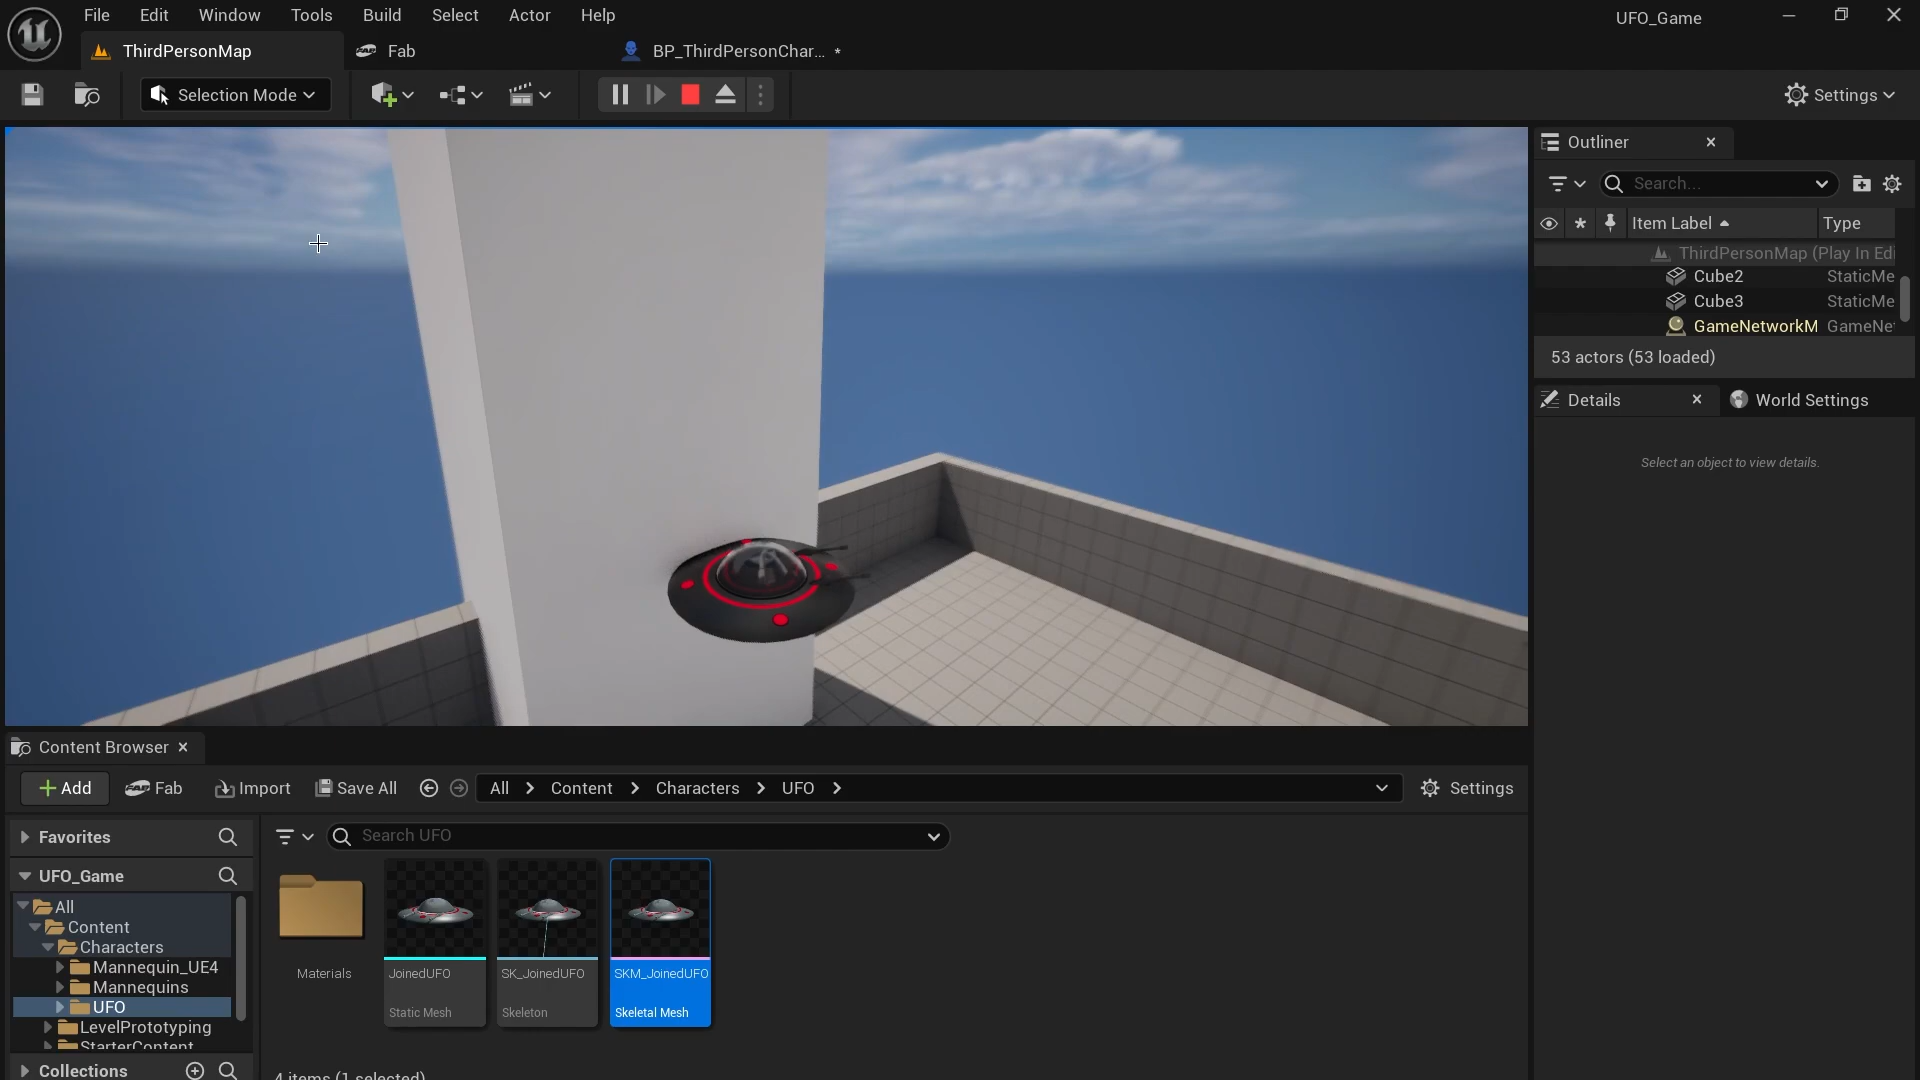 File Edit Window Tools Build Select Actor Help
UFO_Game
ThirdPersonMap
Fab
BP_ThirdPersonChar... *
Selection Mode
Settings
Outliner
Search...
Item Label Type
ThirdPersonMap (Play In Edi
Cube2 StaticMe
Cube3 StaticMe
GameNetworkM GameNet
53 actors (53 loaded)
Details
World Settings
Select an object to view details.
Content Browser
Add
Fab
Import
Save All
All > Content > Characters > UFO >
Settings
Favorites
Search UFO
UFO_Game
All
Content
Characters
Mannequin_UE4
Mannequins
UFO
LevelPrototyping
StarterContent
Collections
Materials
JoinedUFO
Static Mesh
SK_JoinedUFO
Skeleton
SKM_JoinedUFO
Skeletal Mesh
4 items (1 selected)